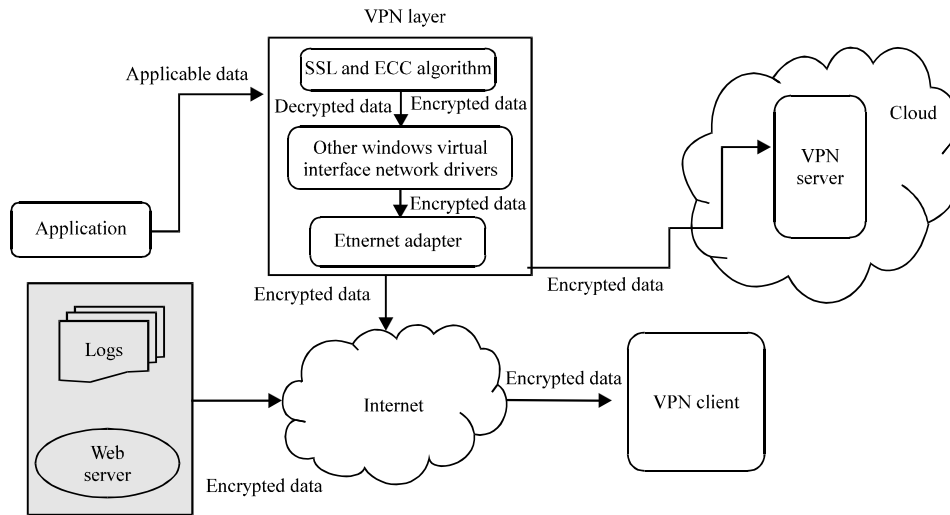 VPN layer
SSL and ECC algorithm
Applicable data
Decrypted data
Encrypted data
Other windows virtual
interface network drivers
Encrypted data
Etnernet adapter
Application
Cloud
VPN
server
Encrypted data
Encrypted data
Logs
Internet
Encrypted data
VPN client
Web
server
Encrypted data